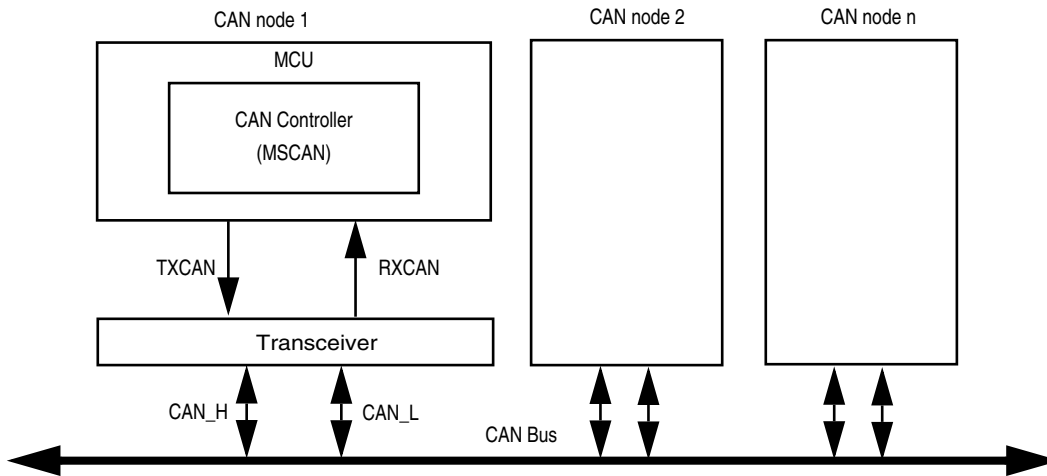 CAN node 1
CAN node 2
CAN node n
MCU
CAN Controller
(MSCAN)
TXCAN
RXCAN
Transceiver
CAN_H
CAN_L
CAN Bus